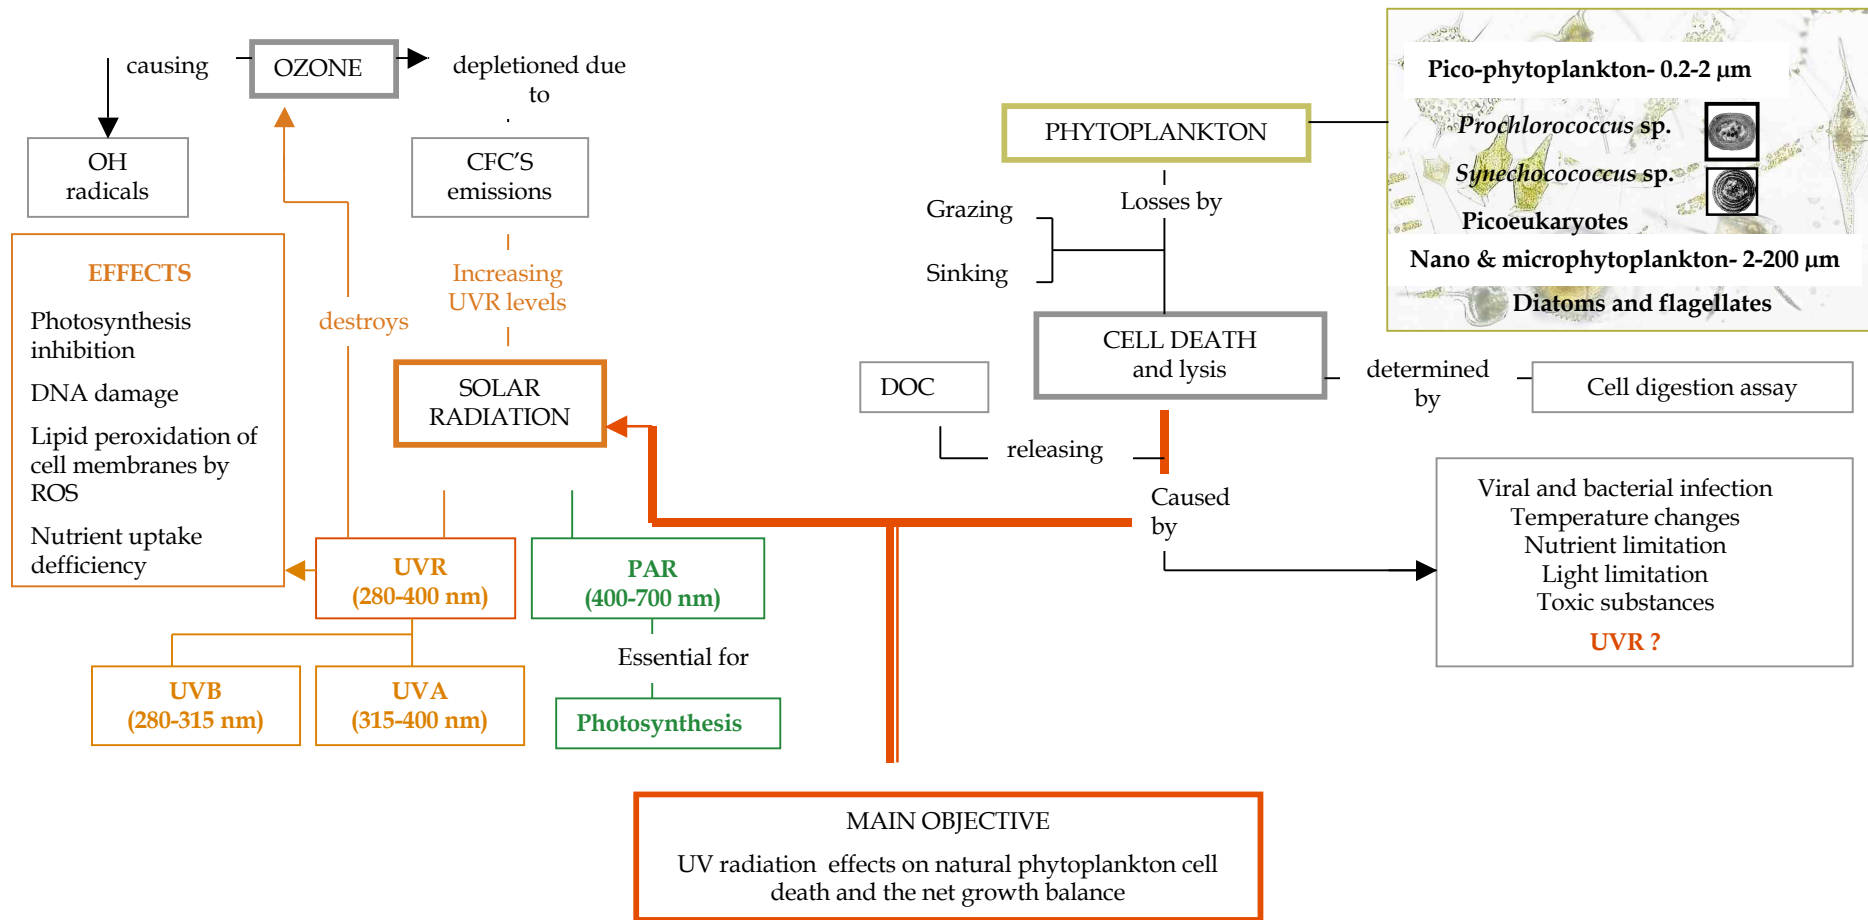 causing
OZONE
depletioned due
to
OH
radicals
CFC'S
emissions
EFFECTS
Photosynthesis
inhibition
DNA damage
Lipid peroxidation of
cell membranes by
ROS
Nutrient uptake
defficiency
destroys
Increasing
UVR levels
SOLAR
RADIATION
UVR
(280-400 nm)
PAR
(400-700 nm)
UVB
(280-315 nm)
UVA
(315-400 nm)
Essential for
Photosynthesis
PHYTOPLANKTON
Losses by
Grazing
Sinking
CELL DEATH
and lysis
DOC
releasing
determined
by
Cell digestion assay
Caused
by
Viral and bacterial infection
Temperature changes
Nutrient limitation
Light limitation
Toxic substances
UVR ?
Pico-phytoplankton- 0.2-2 µm
Prochlorococcus sp.
Synechocococcus sp.
Picoeukaryotes
Nano & microphytoplankton- 2-200 µm
Diatoms and flagellates
MAIN OBJECTIVE
UV radiation effects on natural phytoplankton cell
death and the net growth balance